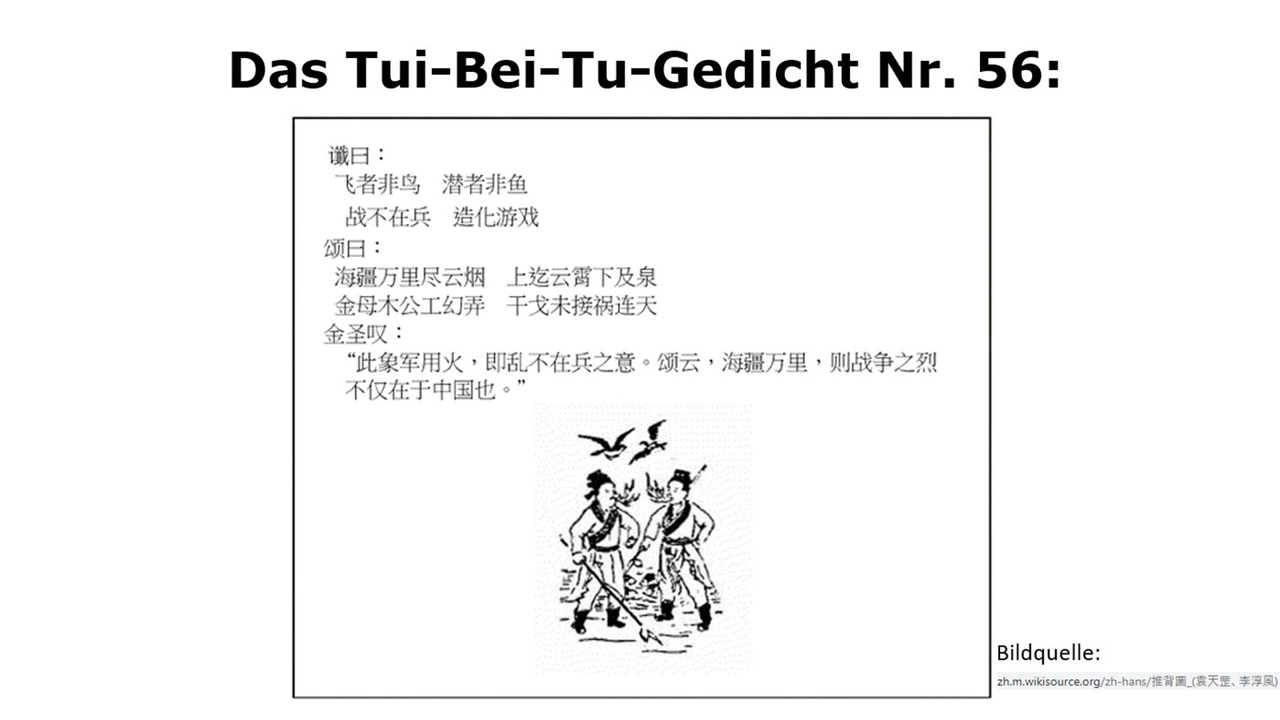 Das Tui-Bei-Tu-Gedicht Nr. 56:
谶曰：
飞者非鸟　潜者非鱼
战不在兵　造化游戏
颂曰：
海疆万里尽云烟　上迄云霄下及泉
金母木公工幻弄　干戈未接祸连天
金圣叹：
“此象军用火，即乱不在兵之意。颂云，海疆万里，则战争之烈
不仅在于中国也。”
Bildquelle:
zh.m.wikisource.org/zh-hans/推背圖_(袁天罡、李淳風)